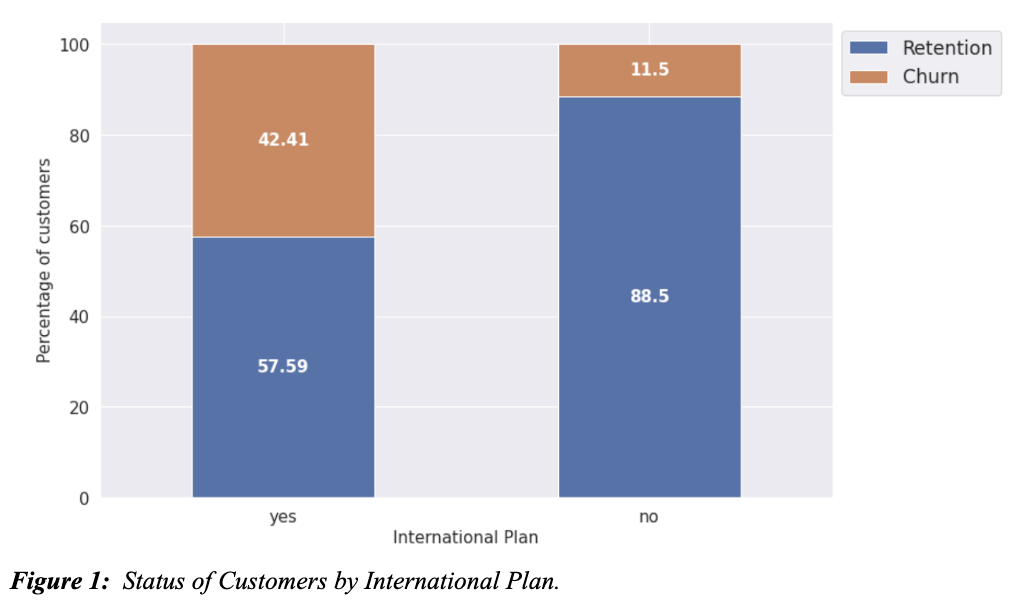 100
80
60
40
20
0
Percentage of customers
42.41
57.59
11.5
88.5
yes
no
International Plan
Retention
Churn
Figure 1: Status of Customers by International Plan.